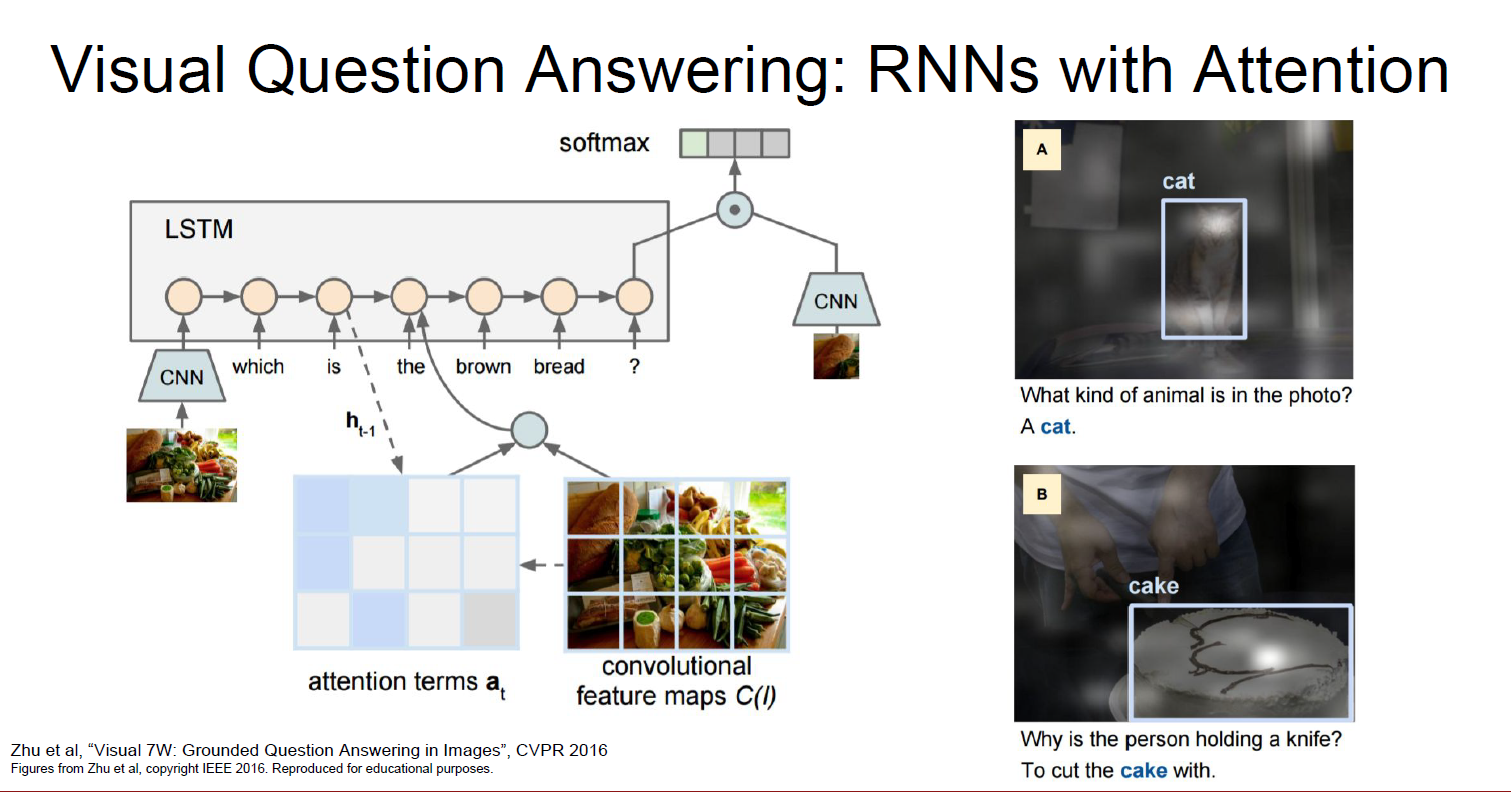 Visual Question Answering: RNNs with Attention
softmax
LSTM
CNN
which
is
the
brown
bread
?
CNN
h_{t-1}
attention terms a_t
convolutional
feature maps C(I)
A
cat
What kind of animal is in the photo?
A cat.
B
cake
Why is the person holding a knife?
To cut the cake with.
Zhu et al, “Visual 7W: Grounded Question Answering in Images”, CVPR 2016
Figures from Zhu et al, copyright IEEE 2016. Reproduced for educational purposes.